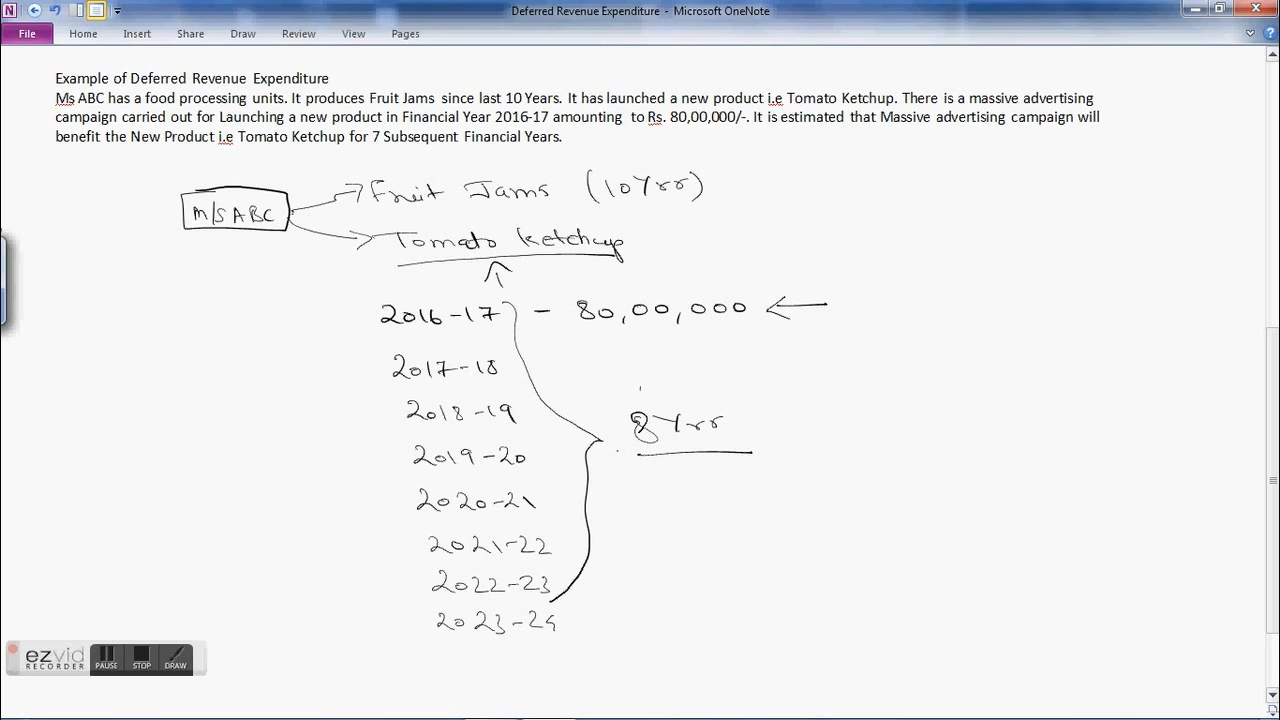 Deferred Revenue Expenditure - Microsoft OneNote
File Home Insert Share Draw Review View Pages
Example of Deferred Revenue Expenditure
Ms ABC has a food processing units. It produces Fruit Jams since last 10 Years. It has launched a new product i.e Tomato Ketchup. There is a massive advertising
campaign carried out for Launching a new product in Financial Year 2016-17 amounting to Rs. 80,00,000/-. It is estimated that Massive advertising campaign will
benefit the New Product i.e Tomato Ketchup for 7 Subsequent Financial Years.
Fruit Jams (10 Yrr)
M/S ABC
Tomato Ketchup
2016-17 - 80,00,000
2017-18
2018-19
8 Yrr
2019-20
2020-21
2021-22
2022-23
2023-24
ezvid
RECORDER
PAUSE STOP DRAW